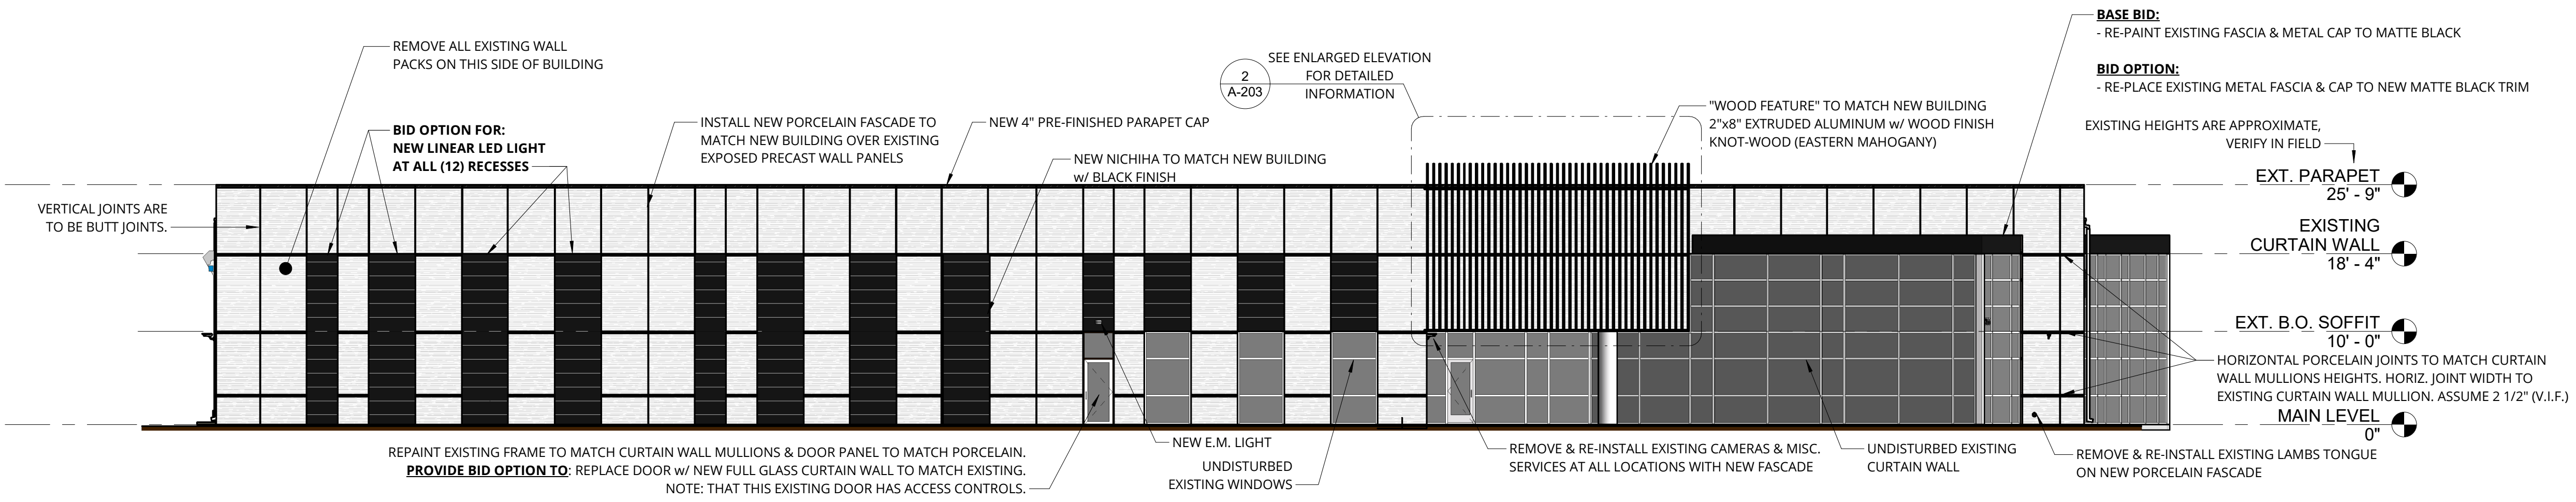 BASE BID:
- RE-PAINT EXISTING FASCIA & METAL CAP TO MATTE BLACK
BID OPTION:
- RE-PLACE EXISTING METAL FASCIA & CAP TO NEW MATTE BLACK TRIM
REMOVE ALL EXISTING WALL
PACKS ON THIS SIDE OF BUILDING
SEE ENLARGED ELEVATION
FOR DETAILED
INFORMATION
2
A-203
BID OPTION FOR:
NEW LINEAR LED LIGHT
AT ALL (12) RECESSES
INSTALL NEW PORCELAIN FASCADE TO
MATCH NEW BUILDING OVER EXISTING
EXPOSED PRECAST WALL PANELS
NEW 4" PRE-FINISHED PARAPET CAP
NEW NICHIHA TO MATCH NEW BUILDING
w/ BLACK FINISH
"WOOD FEATURE" TO MATCH NEW BUILDING
2"x8" EXTRUDED ALUMINUM w/ WOOD FINISH
KNOT-WOOD (EASTERN MAHOGANY)
EXISTING HEIGHTS ARE APPROXIMATE,
VERIFY IN FIELD
EXT. PARAPET
25' - 9"
VERTICAL JOINTS ARE
TO BE BUTT JOINTS.
EXISTING
CURTAIN WALL
18' - 4"
EXT. B.O. SOFFIT
10' - 0"
HORIZONTAL PORCELAIN JOINTS TO MATCH CURTAIN
WALL MULLIONS HEIGHTS. HORIZ. JOINT WIDTH TO
EXISTING CURTAIN WALL MULLION. ASSUME 2 1/2" (V.I.F.)
MAIN LEVEL
0"
REPAINT EXISTING FRAME TO MATCH CURTAIN WALL MULLIONS & DOOR PANEL TO MATCH PORCELAIN.
PROVIDE BID OPTION TO: REPLACE DOOR w/ NEW FULL GLASS CURTAIN WALL TO MATCH EXISTING.
NOTE: THAT THIS EXISTING DOOR HAS ACCESS CONTROLS.
NEW E.M. LIGHT
UNDISTURBED
EXISTING WINDOWS
REMOVE & RE-INSTALL EXISTING CAMERAS & MISC.
SERVICES AT ALL LOCATIONS WITH NEW FASCADE
UNDISTURBED EXISTING
CURTAIN WALL
REMOVE & RE-INSTALL EXISTING LAMBS TONGUE
ON NEW PORCELAIN FASCADE